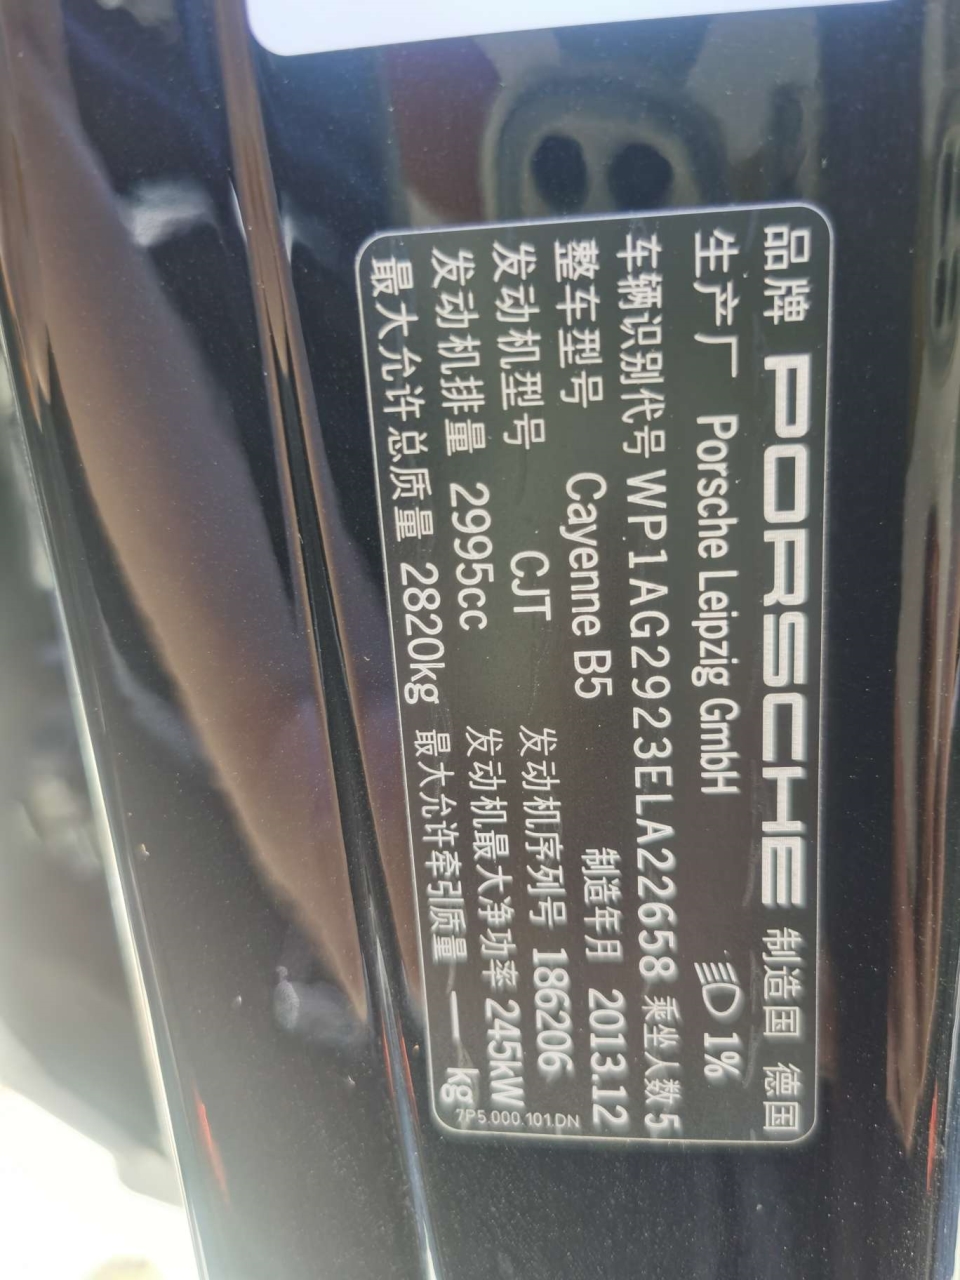 品牌 PORSCHE 制造国 德国
生产厂 Porsche Leipzig GmbH 1%
车辆识别代号 WP1AG2923ELA22658 乘坐人数 5
整车型号 Cayenne B5 制造年月 2013.12
发动机型号 CJT 发动机序列号 186206
发动机排量 2995cc 发动机最大净功率 245kW
最大允许总质量 2820kg 最大允许牵引质量 — kg
7P5.000.101.DN